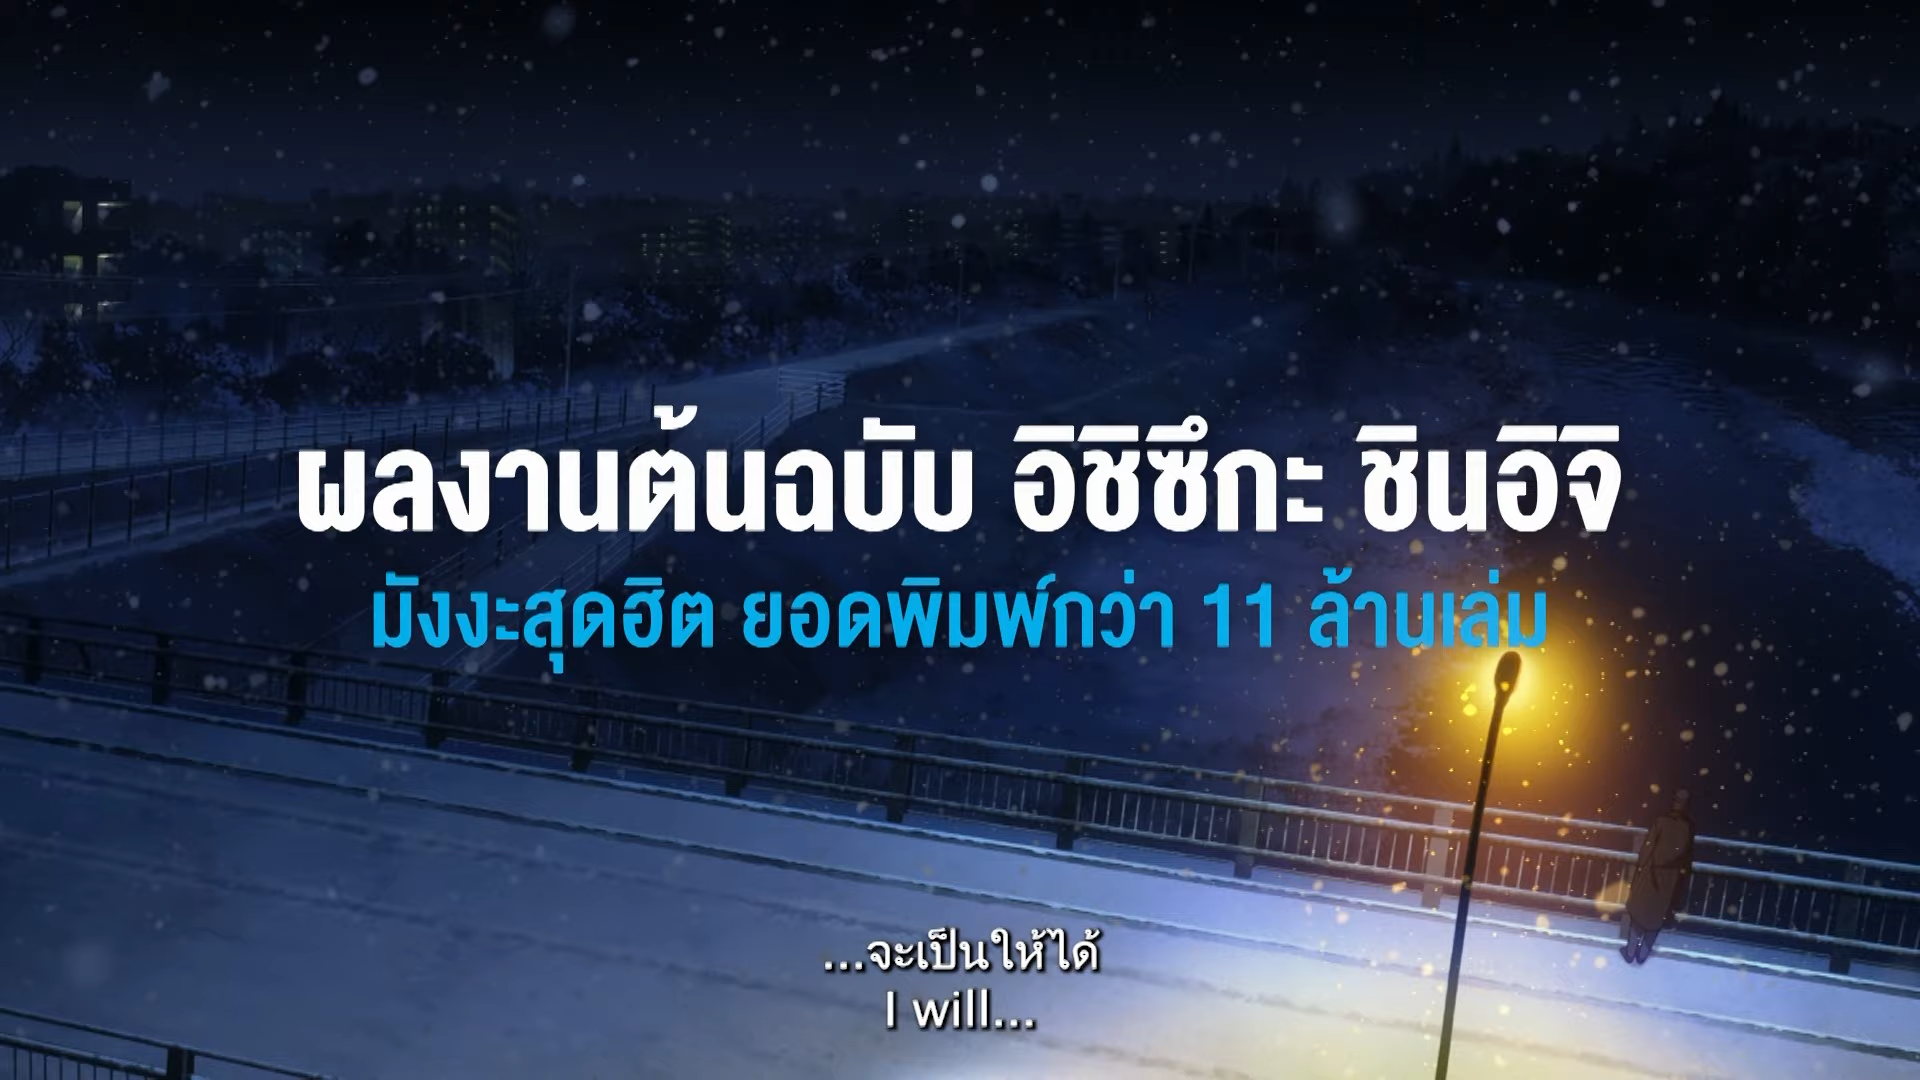 ผลงานต้นฉบับ อิชิซึกะ ชินอิจิ
มังงะสุดฮิต ยอดพิมพ์กว่า 11 ล้านเล่ม
...จะเป็นให้ได้
I will...